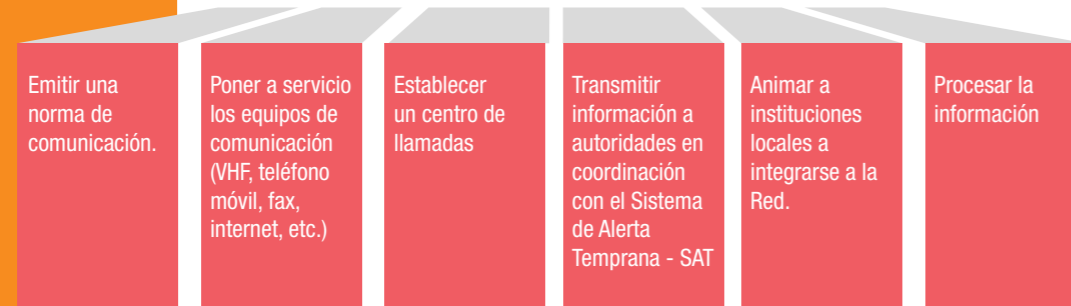 Emitir una
norma de
comunicación.
Poner a servicio
los equipos de
comunicación
(VHF, teléfono
móvil, fax,
internet, etc.)
Establecer
un centro de
llamadas
Transmitir
información a
autoridades en
coordinación
con el Sistema
de Alerta
Temprana - SAT
Animar a
instituciones
locales a
integrarse a la
Red.
Procesar la
información